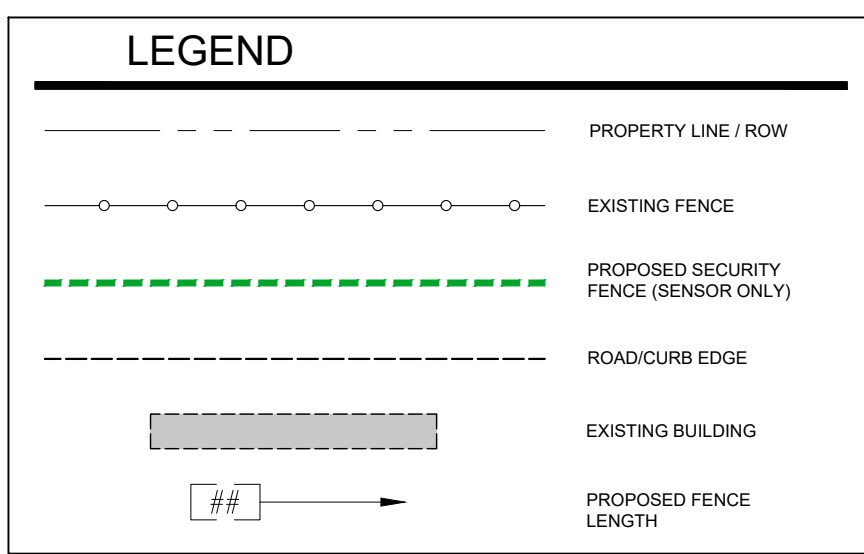 LEGEND
PROPERTY LINE / ROW
EXISTING FENCE
PROPOSED SECURITY
FENCE (SENSOR ONLY)
ROAD/CURB EDGE
EXISTING BUILDING
##
PROPOSED FENCE
LENGTH